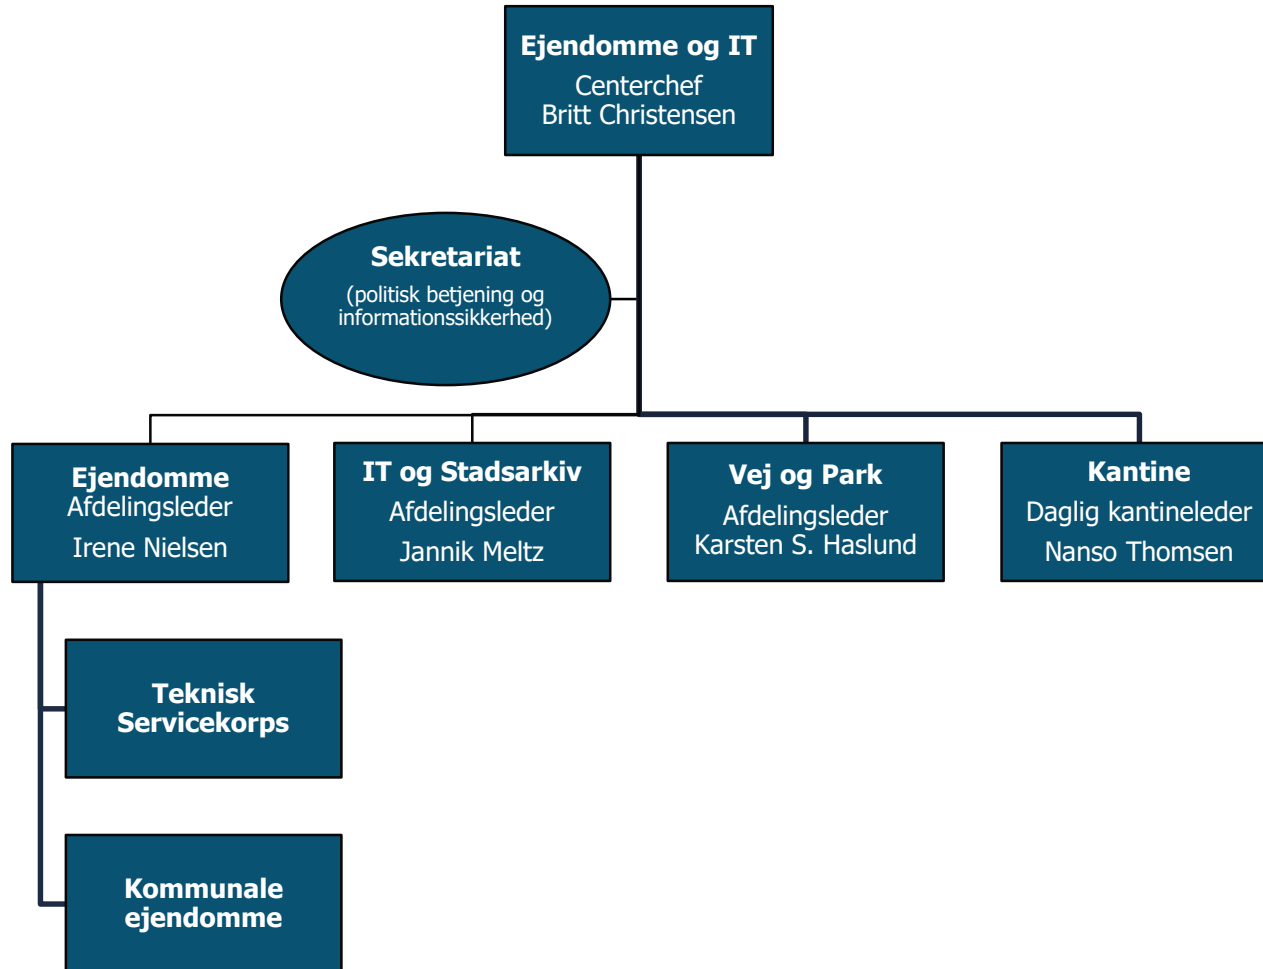 Ejendomme og IT
Centerchef
Britt Christensen
Sekretariat
(politisk betjening og
informationssikkerhed)
Ejendomme
Afdelingsleder
Irene Nielsen
IT og Stadsarkiv
Afdelingsleder
Jannik Meltz
Vej og Park
Afdelingsleder
Karsten S. Haslund
Kantine
Daglig kantineleder
Nanso Thomsen
Teknisk
Servicekorps
Kommunale
ejendomme